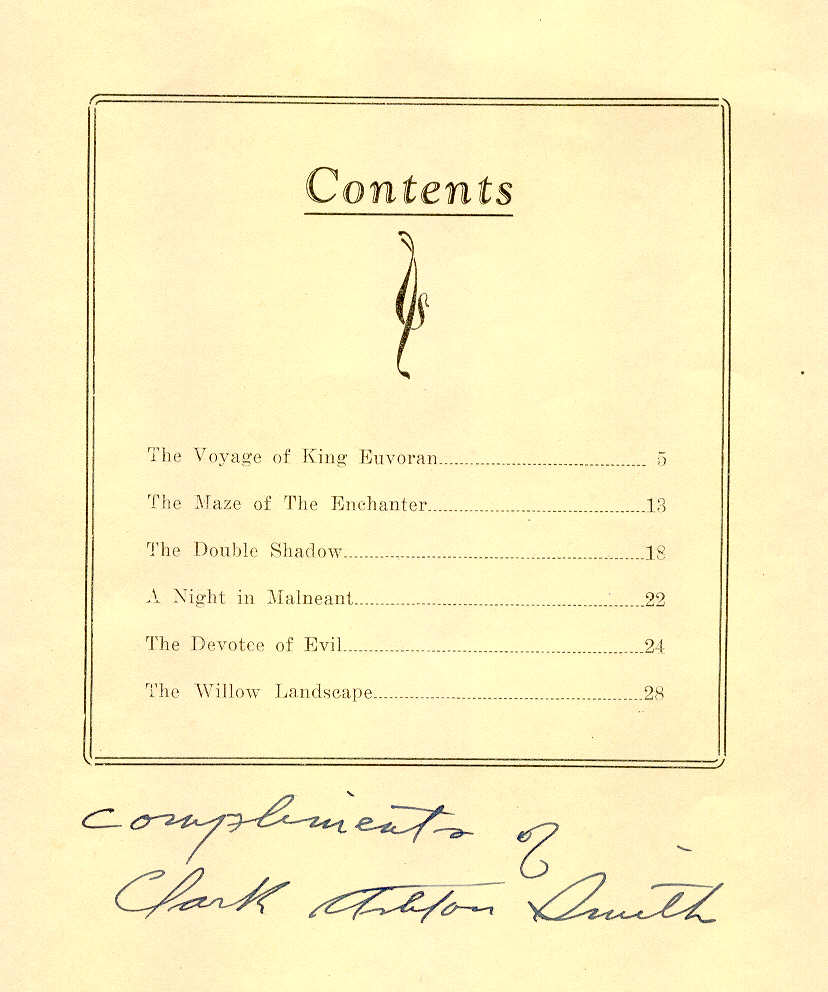 Contents
The Voyage of King Euvoran 5
The Maze of The Enchanter 13
The Double Shadow 18
A Night in Malneant 22
The Devotee of Evil 24
The Willow Landscape 28
compliments of
Clark Ashton Smith